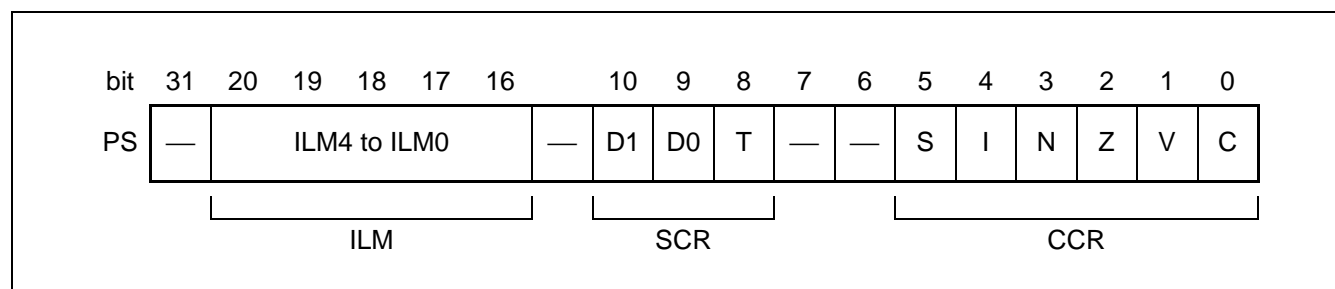 bit 31 20 19 18 17 16 10 9 8 7 6 5 4 3 2 1 0
PS — ILM4 to ILM0 — D1 D0 T — — S I N Z V C
ILM SCR CCR